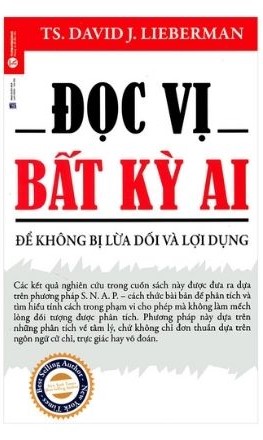 TS. DAVID J. LIEBERMAN
ĐỌC VỊ
BẤT KỲ AI
ĐỂ KHÔNG BỊ LỪA DỐI VÀ LỢI DỤNG
Các kết quả nghiên cứu trong cuốn sách này được đưa ra dựa
trên phương pháp S. N. A. P. – cách thức bài bản để phân tích và
tìm hiểu tính cách trong phạm vi cho phép mà không làm mếch
lòng đối tượng được phân tích. Phương pháp này dựa trên
những phân tích về tâm lý, chứ không chỉ đơn thuần dựa trên
ngôn ngữ cử chỉ, trực giác hay võ đoán.
Best Selling Author
New York Times